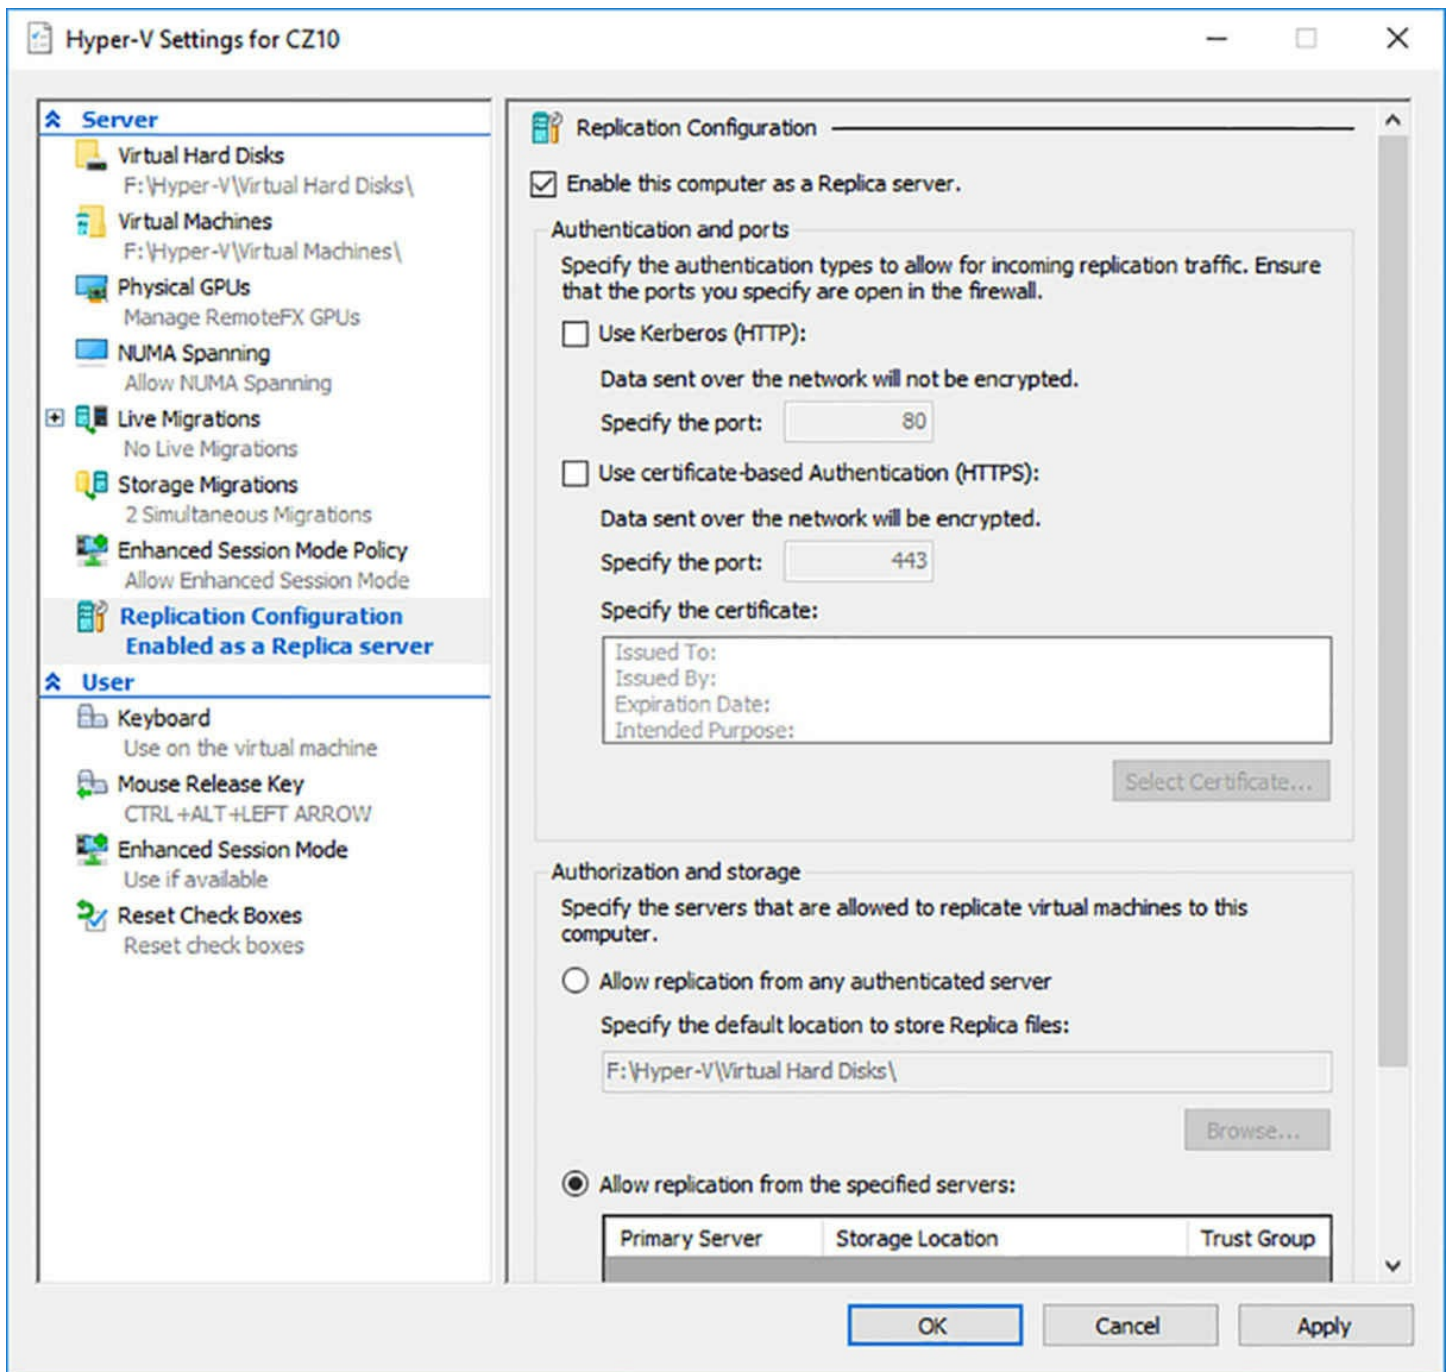 Hyper-V Settings for CZ10
Server
Virtual Hard Disks
F:\Hyper-V\Virtual Hard Disks\
Virtual Machines
F:\Hyper-V\Virtual Machines\
Physical GPUs
Manage RemoteFX GPUs
NUMA Spanning
Allow NUMA Spanning
Live Migrations
No Live Migrations
Storage Migrations
2 Simultaneous Migrations
Enhanced Session Mode Policy
Allow Enhanced Session Mode
Replication Configuration
Enabled as a Replica server
User
Keyboard
Use on the virtual machine
Mouse Release Key
CTRL+ALT+LEFT ARROW
Enhanced Session Mode
Use if available
Reset Check Boxes
Reset check boxes
Replication Configuration
Enable this computer as a Replica server.
Authentication and ports
Specify the authentication types to allow for incoming replication traffic. Ensure
that the ports you specify are open in the firewall.
Use Kerberos (HTTP):
Data sent over the network will not be encrypted.
Specify the port: 80
Use certificate-based Authentication (HTTPS):
Data sent over the network will be encrypted.
Specify the port: 443
Specify the certificate:
Issued To:
Issued By:
Expiration Date:
Intended Purpose:
Select Certificate...
Authorization and storage
Specify the servers that are allowed to replicate virtual machines to this
computer.
Allow replication from any authenticated server
Specify the default location to store Replica files:
F:\Hyper-V\Virtual Hard Disks\
Browse...
Allow replication from the specified servers:
Primary Server Storage Location Trust Group
OK Cancel Apply